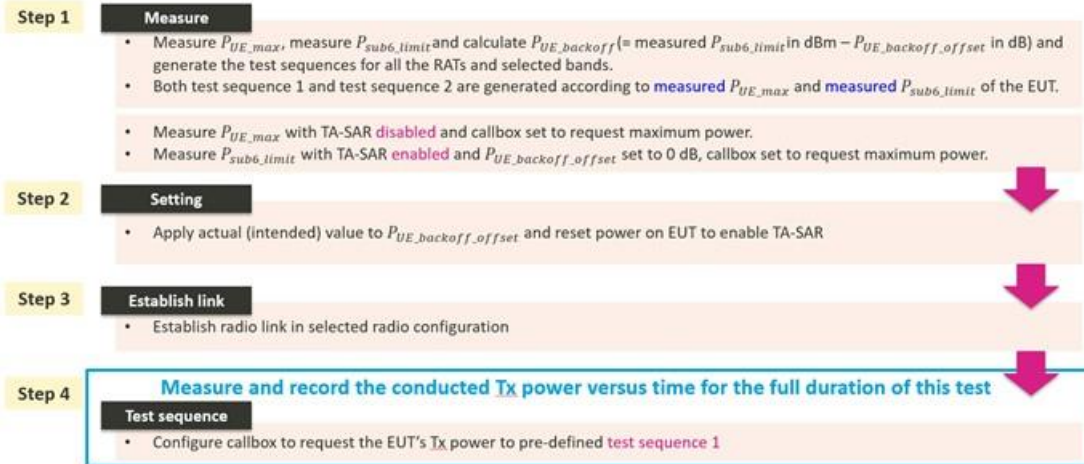 Step 1
Measure
• Measure P_UE_max, measure P_sub6_limit and calculate P_UE_backoff (= measured P_sub6_limit in dBm – P_UE_backoff_offset in dB) and
generate the test sequences for all the RATs and selected bands.
• Both test sequence 1 and test sequence 2 are generated according to measured P_UE_max and measured P_sub6_limit of the EUT.
• Measure P_UE_max with TA-SAR disabled and callbox set to request maximum power.
• Measure P_sub6_limit with TA-SAR enabled and P_UE_backoff_offset set to 0 dB, callbox set to request maximum power.
Step 2
Setting
• Apply actual (intended) value to P_UE_backoff_offset and reset power on EUT to enable TA-SAR
Step 3
Establish link
• Establish radio link in selected radio configuration
Step 4
Measure and record the conducted Tx power versus time for the full duration of this test
Test sequence
• Configure callbox to request the EUT's Tx power to pre-defined test sequence 1